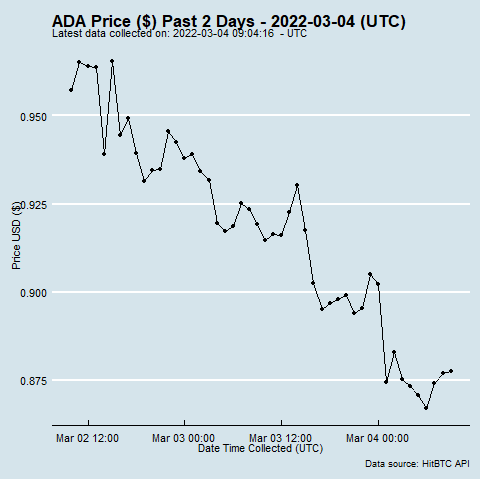 ADA Price ($) Past 2 Days - 2022-03-04 (UTC)
Latest data collected on: 2022-03-04 09:04:16 - UTC
Price USD ($)
0.950
0.925
0.900
0.875
Mar 02 12:00 Mar 03 00:00 Mar 03 12:00 Mar 04 00:00
Date Time Collected (UTC)
Data source: HitBTC API